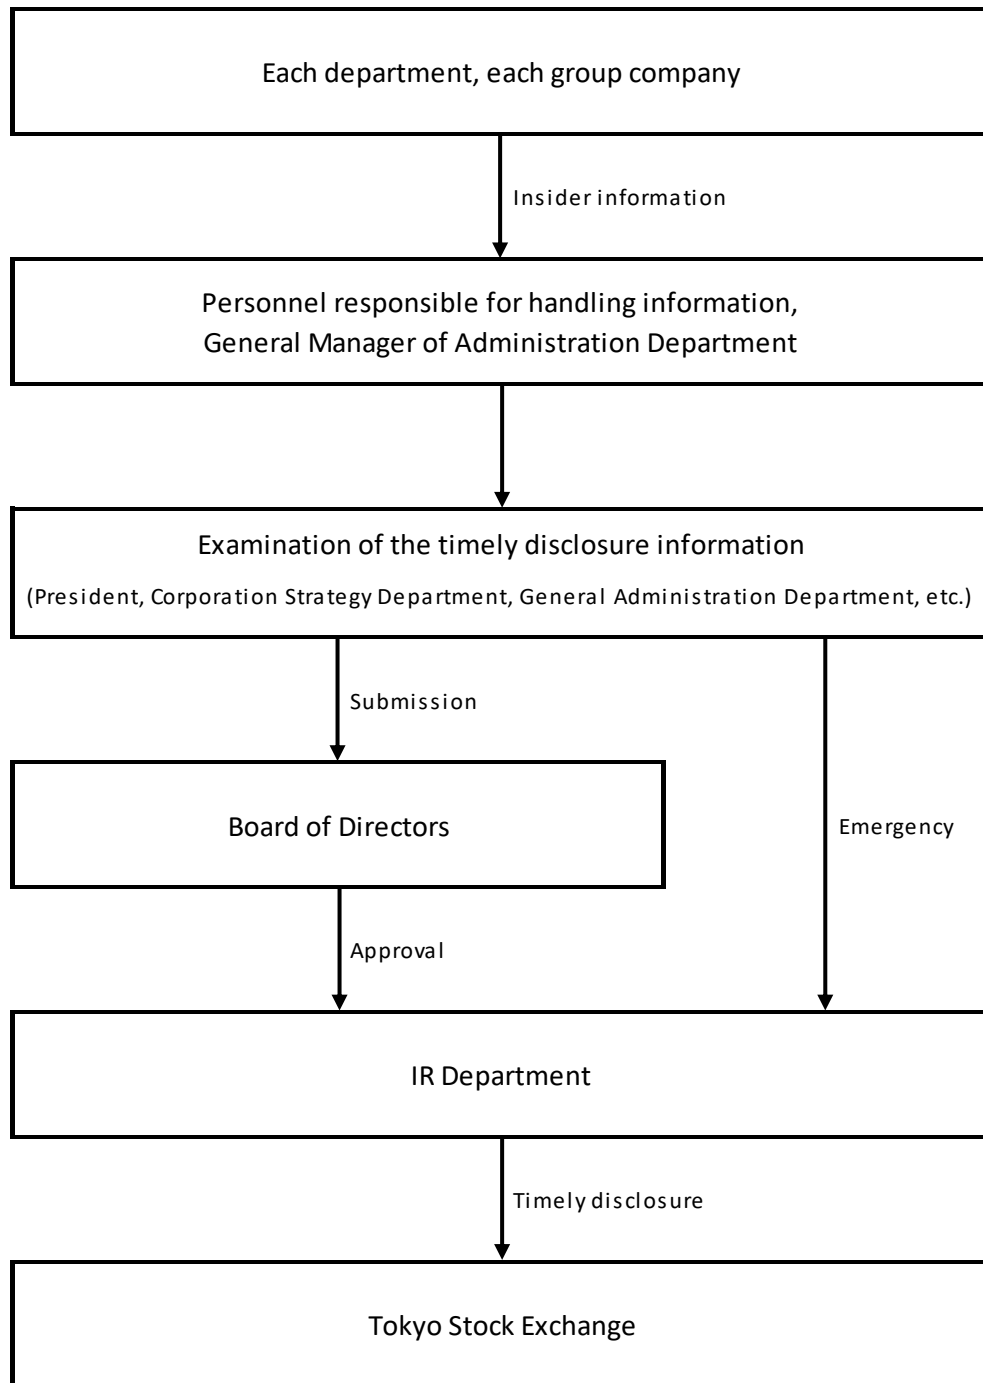 Each department, each group company
Insider information
Personnel responsible for handling information,
General Manager of Administration Department
Examination of the timely disclosure information
(President, Corporation Strategy Department, General Administration Department, etc.)
Submission
Board of Directors
Emergency
Approval
IR Department
Timely disclosure
Tokyo Stock Exchange